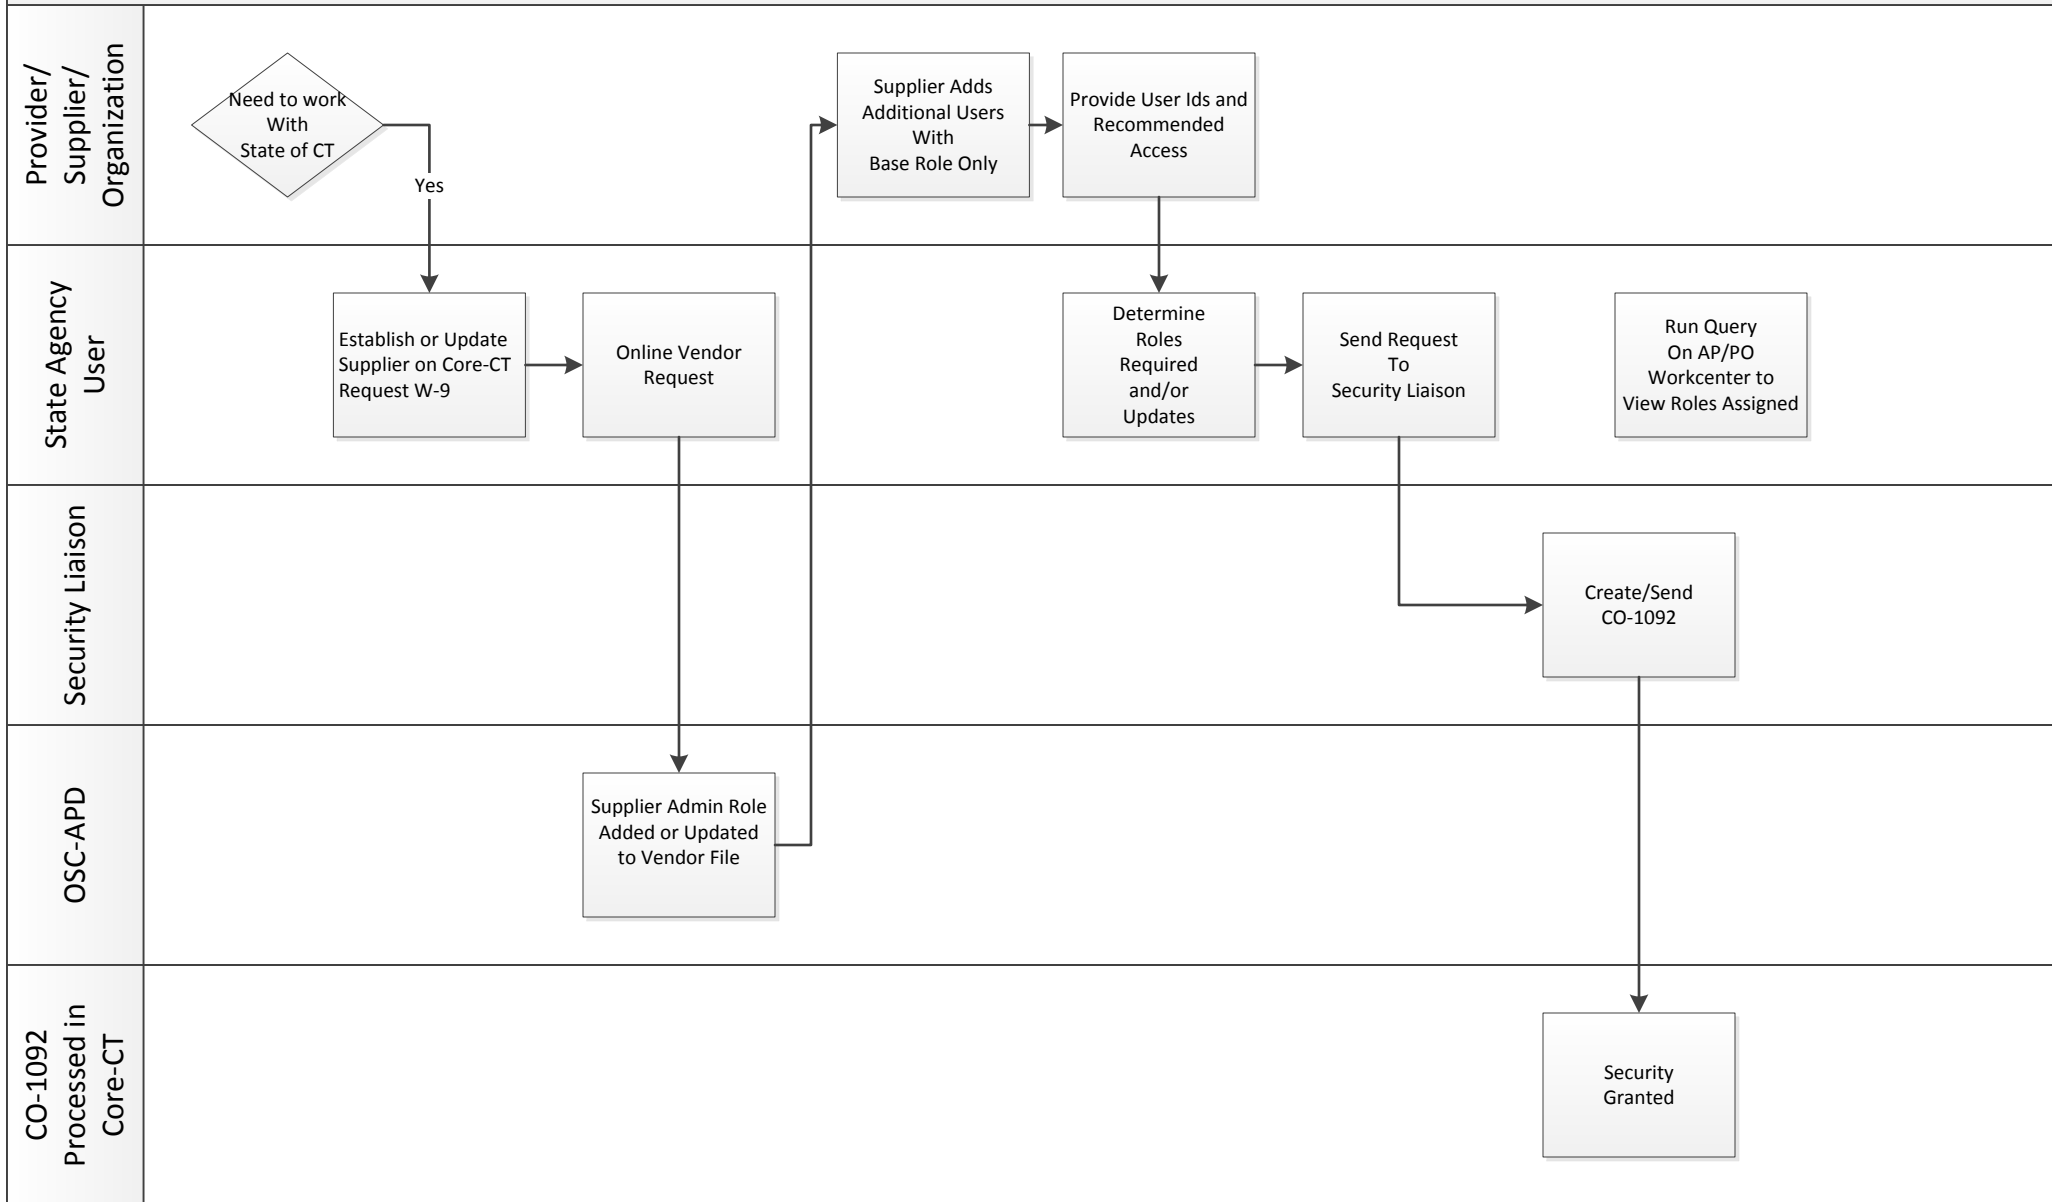 Provider/
Supplier/
Organization
Need to work
With
State of CT
Yes
Supplier Adds
Additional Users
With
Base Role Only
Provide User Ids and
Recommended
Access
State Agency
User
Establish or Update
Supplier on Core-CT
Request W-9
Online Vendor
Request
Determine
Roles
Required
and/or
Updates
Send Request
To
Security Liaison
Run Query
On AP/PO
Workcenter to
View Roles Assigned
Security Liaison
Create/Send
CO-1092
OSC-APD
Supplier Admin Role
Added or Updated
to Vendor File
CO-1092
Processed in
Core-CT
Security
Granted